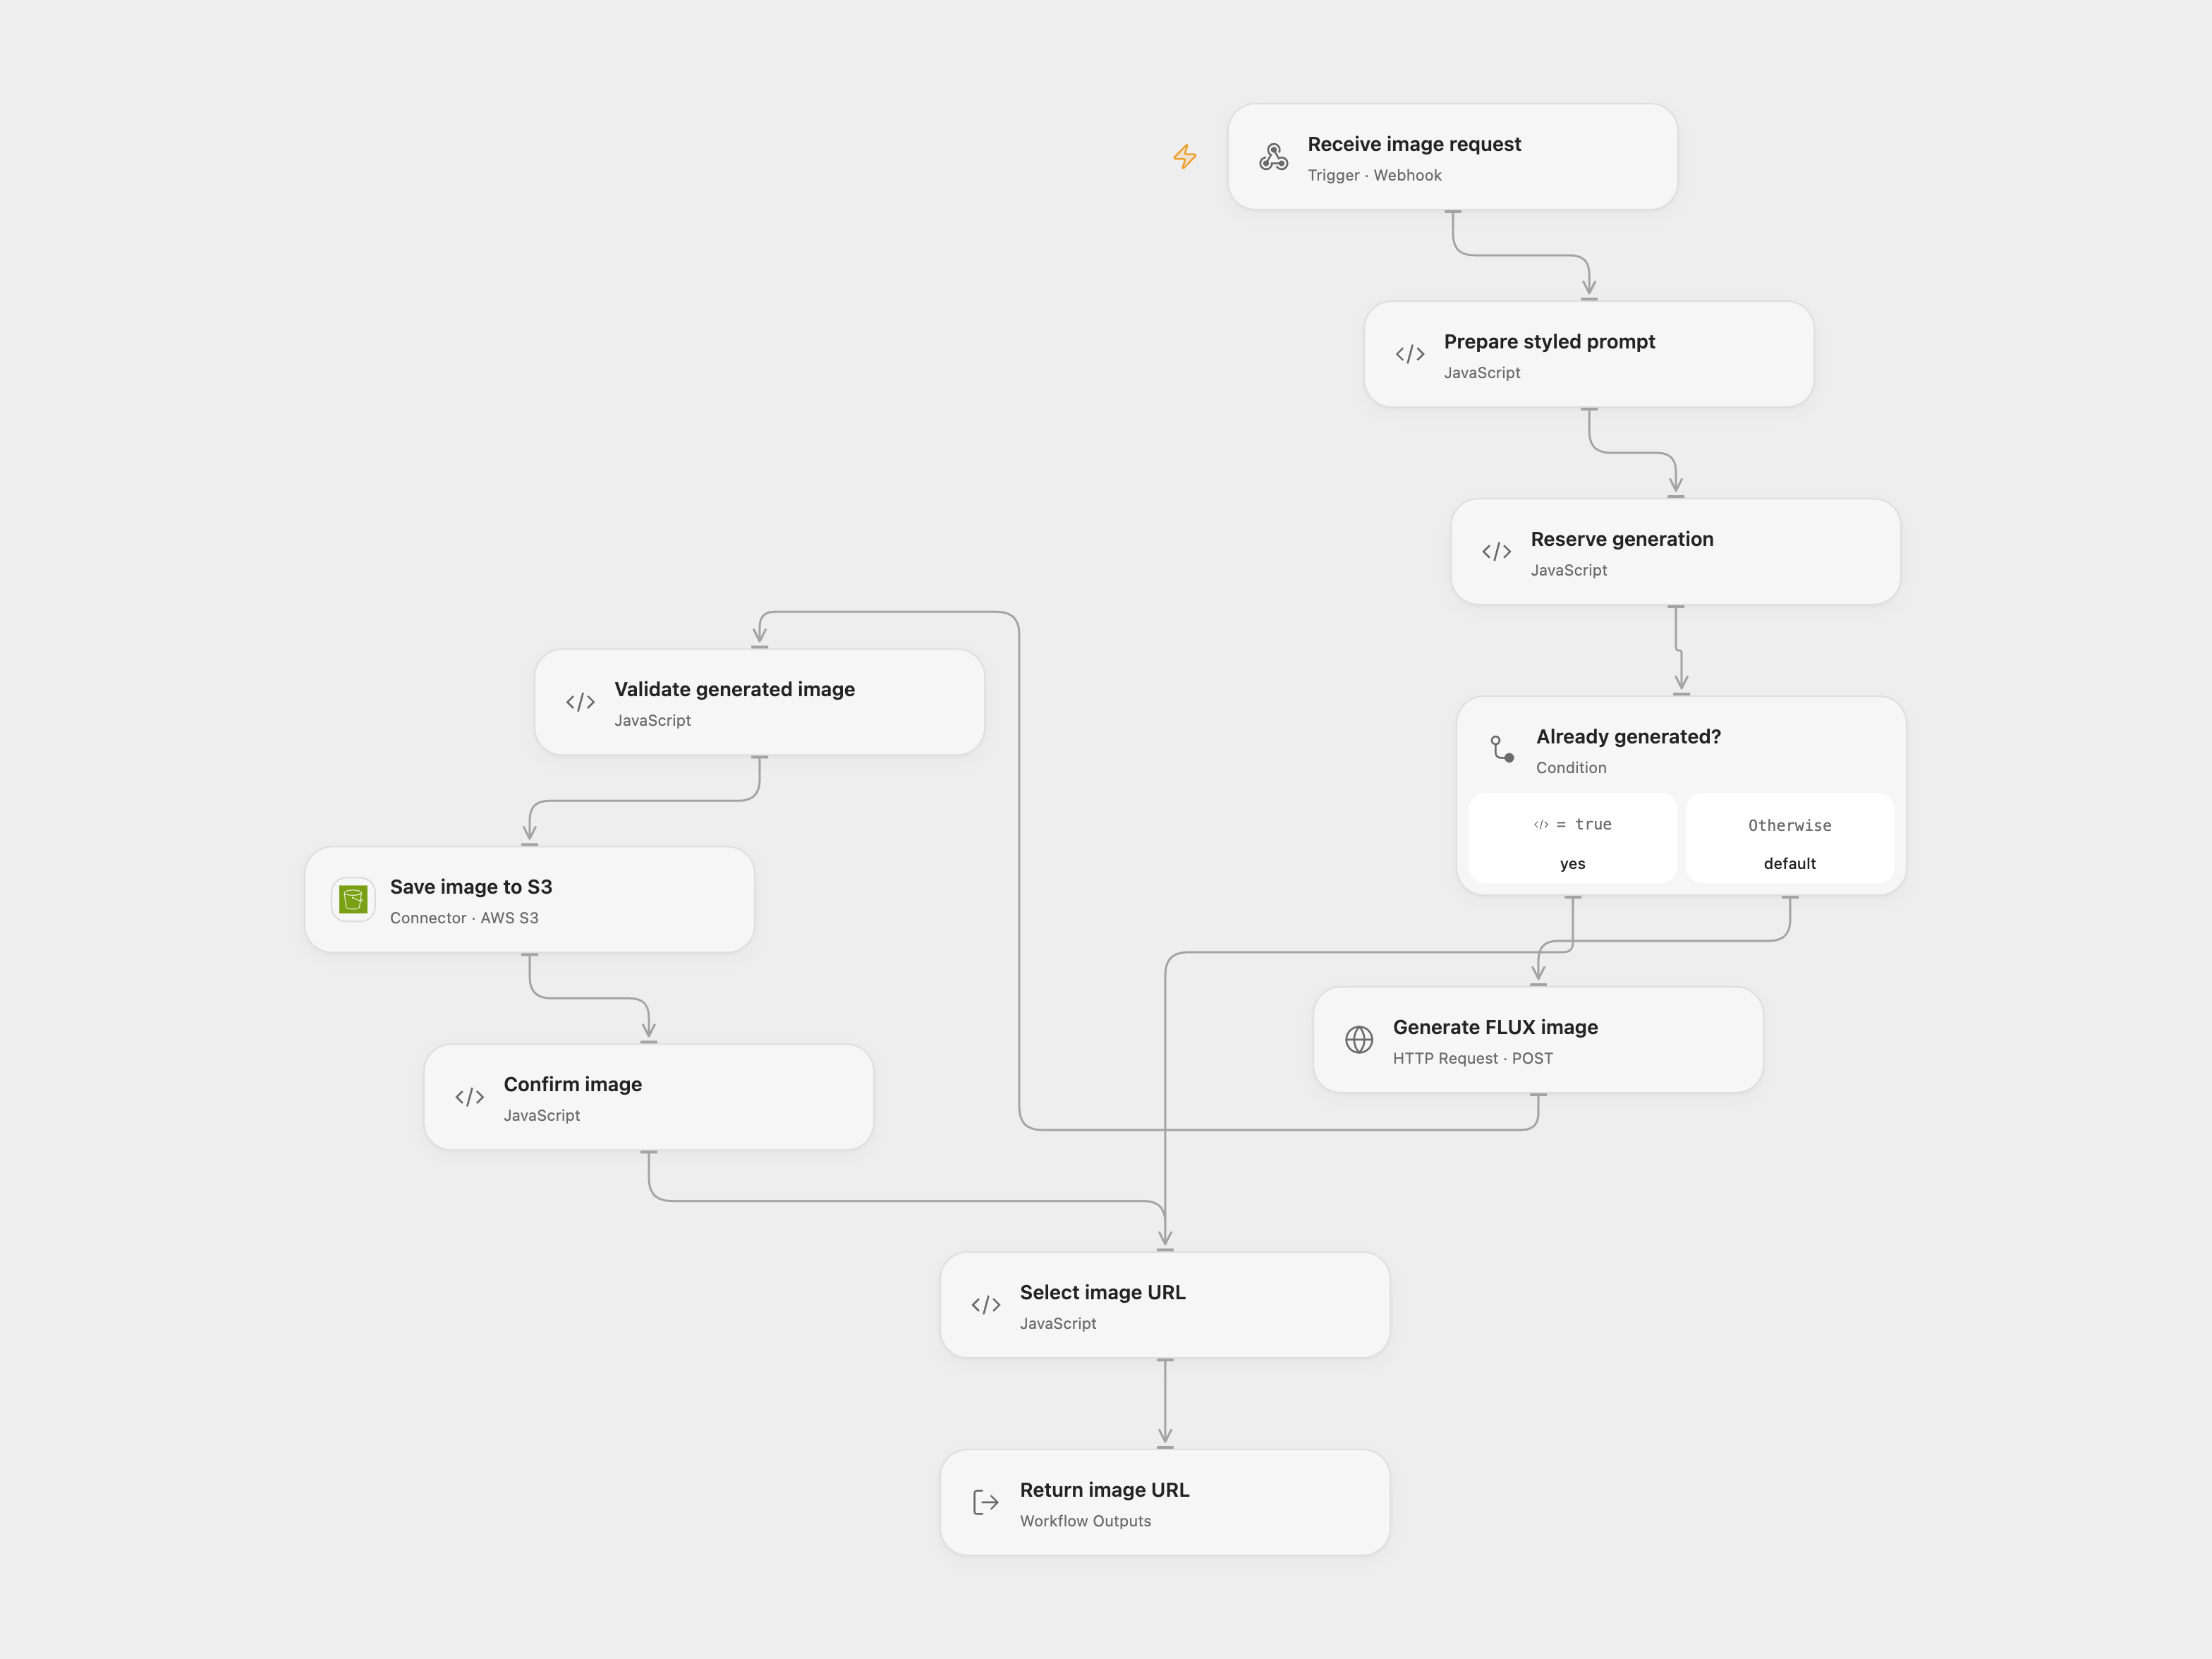 Receive image request
Trigger · Webhook
Prepare styled prompt
JavaScript
Reserve generation
JavaScript
Already generated?
Condition
</> = true
yes
Otherwise
default
Generate FLUX image
HTTP Request · POST
Validate generated image
JavaScript
Save image to S3
Connector · AWS S3
Confirm image
JavaScript
Select image URL
JavaScript
Return image URL
Workflow Outputs